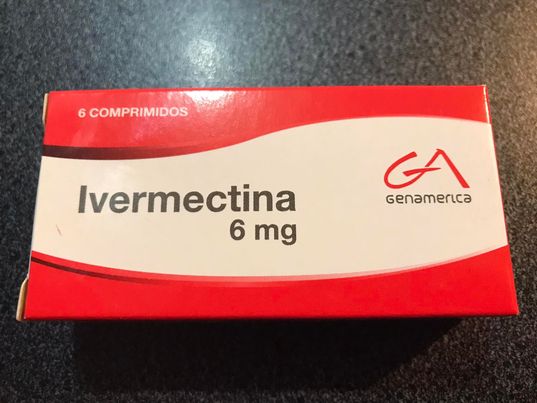 6 COMPRIMIDOS
Ivermectina
6 mg
GA
Genamerica